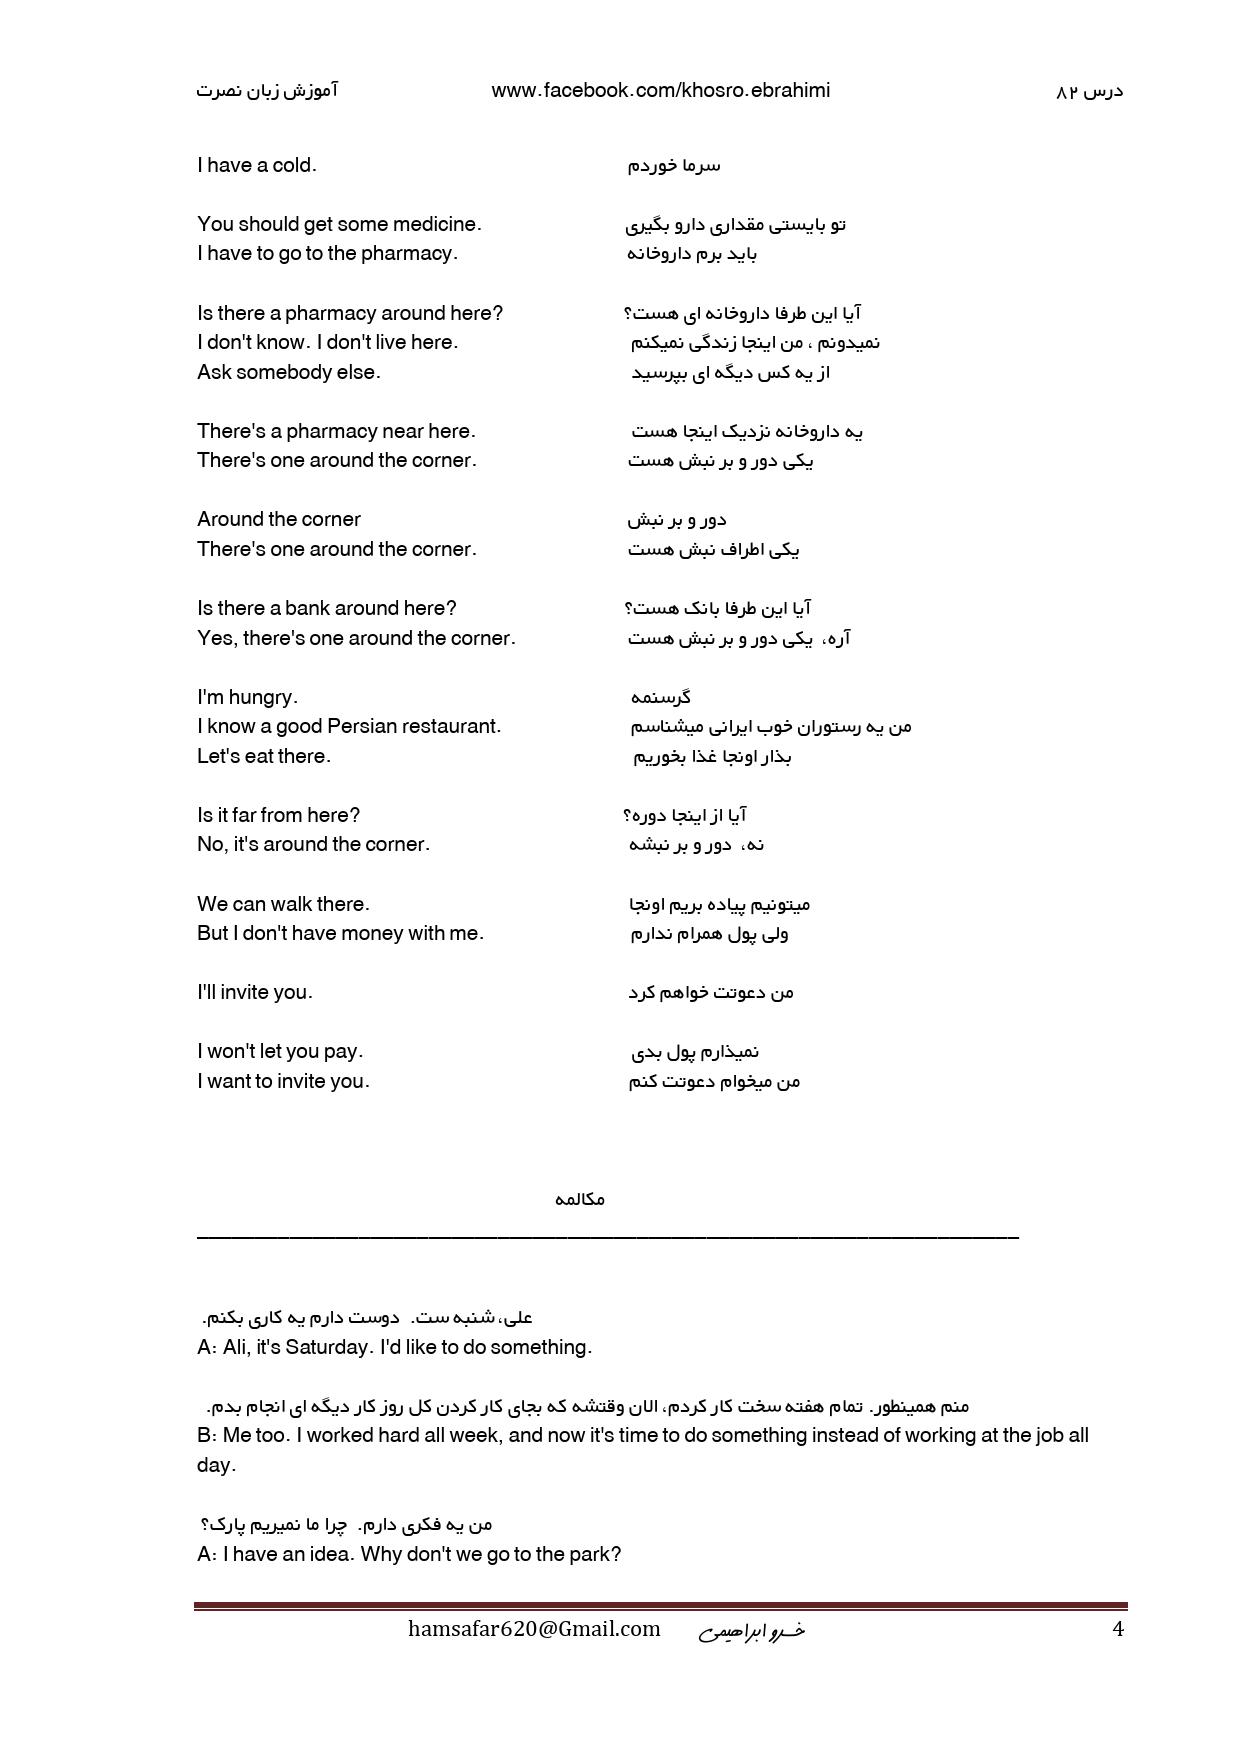 آموزش زبان نصرت www.facebook.com/khosro.ebrahimi درس ۸۲
I have a cold. سرما خوردم
You should get some medicine. تو بایستی مقداری دارو بگیری
I have to go to the pharmacy. باید برم داروخانه
Is there a pharmacy around here? آیا این طرفا داروخانه ای هست؟
I don't know. I don't live here. نمیدونم ، من اینجا زندگی نمیکنم
Ask somebody else. از یه کس دیگه ای بپرسید
There's a pharmacy near here. یه داروخانه نزدیک اینجا هست
There's one around the corner. یکی دور و بر نبش هست
Around the corner دور و بر نبش
There's one around the corner. یکی اطراف نبش هست
Is there a bank around here? آیا این طرفا بانک هست؟
Yes, there's one around the corner. آره، یکی دور و بر نبش هست
I'm hungry. گرسنمه
I know a good Persian restaurant. من یه رستوران خوب ایرانی میشناسم
Let's eat there. بذار اونجا غذا بخوریم
Is it far from here? آیا از اینجا دوره؟
No, it's around the corner. نه، دور و بر نبشه
We can walk there. میتونیم پیاده بریم اونجا
But I don't have money with me. ولی پول همرام ندارم
I'll invite you. من دعوتت خواهم کرد
I won't let you pay. نمیذارم پول بدی
I want to invite you. من میخوام دعوتت کنم
مکالمه
علی، شنبه ست. دوست دارم یه کاری بکنم.
A: Ali, it's Saturday. I'd like to do something.
منم همینطور. تمام هفته سخت کار کردم، الان وقتشه که بجای کار کردن کل روز کار دیگه ای انجام بدم.
B: Me too. I worked hard all week, and now it's time to do something instead of working at the job all
day.
من یه فکری دارم. چرا ما نمیریم پارک؟
A: I have an idea. Why don't we go to the park?
hamsafar620@Gmail.com خسرو ابراهیمی 4